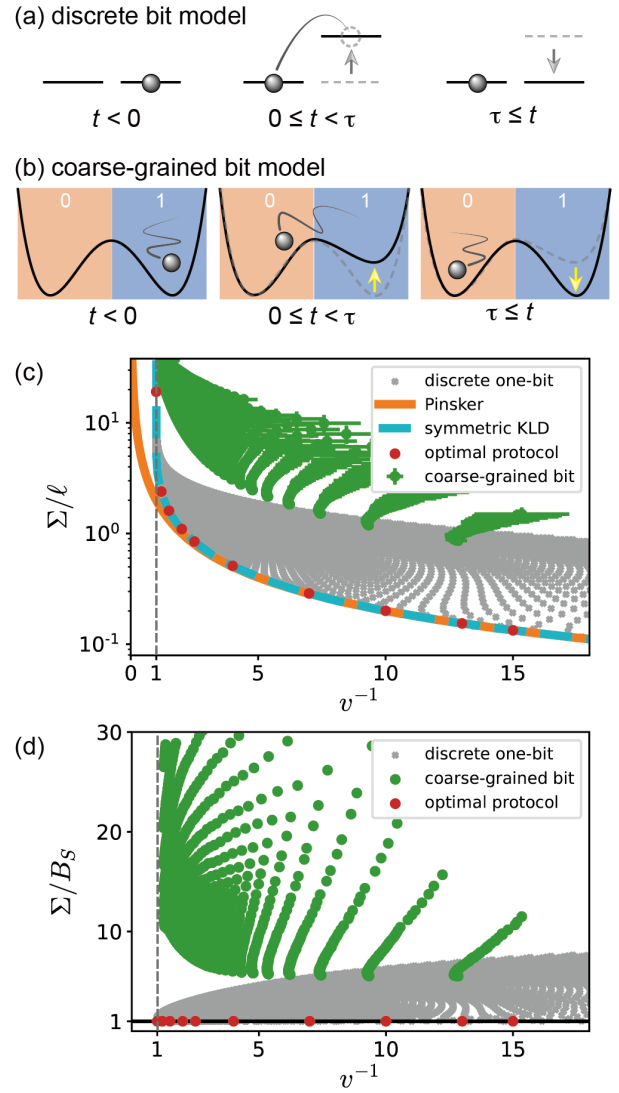 (a) discrete bit model
t < 0
0 ≤ t < τ
τ ≤ t
(b) coarse-grained bit model
0 1
0 1
0 1
t < 0
0 ≤ t < τ
τ ≤ t
(c)
discrete one-bit
Pinsker
symmetric KLD
optimal protocol
coarse-grained bit
Σ/ℓ
10¹
10⁰
10⁻¹
0 1 5 10 15
v⁻¹
(d)
discrete one-bit
coarse-grained bit
optimal protocol
Σ/B_S
30
20
10
1
1 5 10 15
v⁻¹